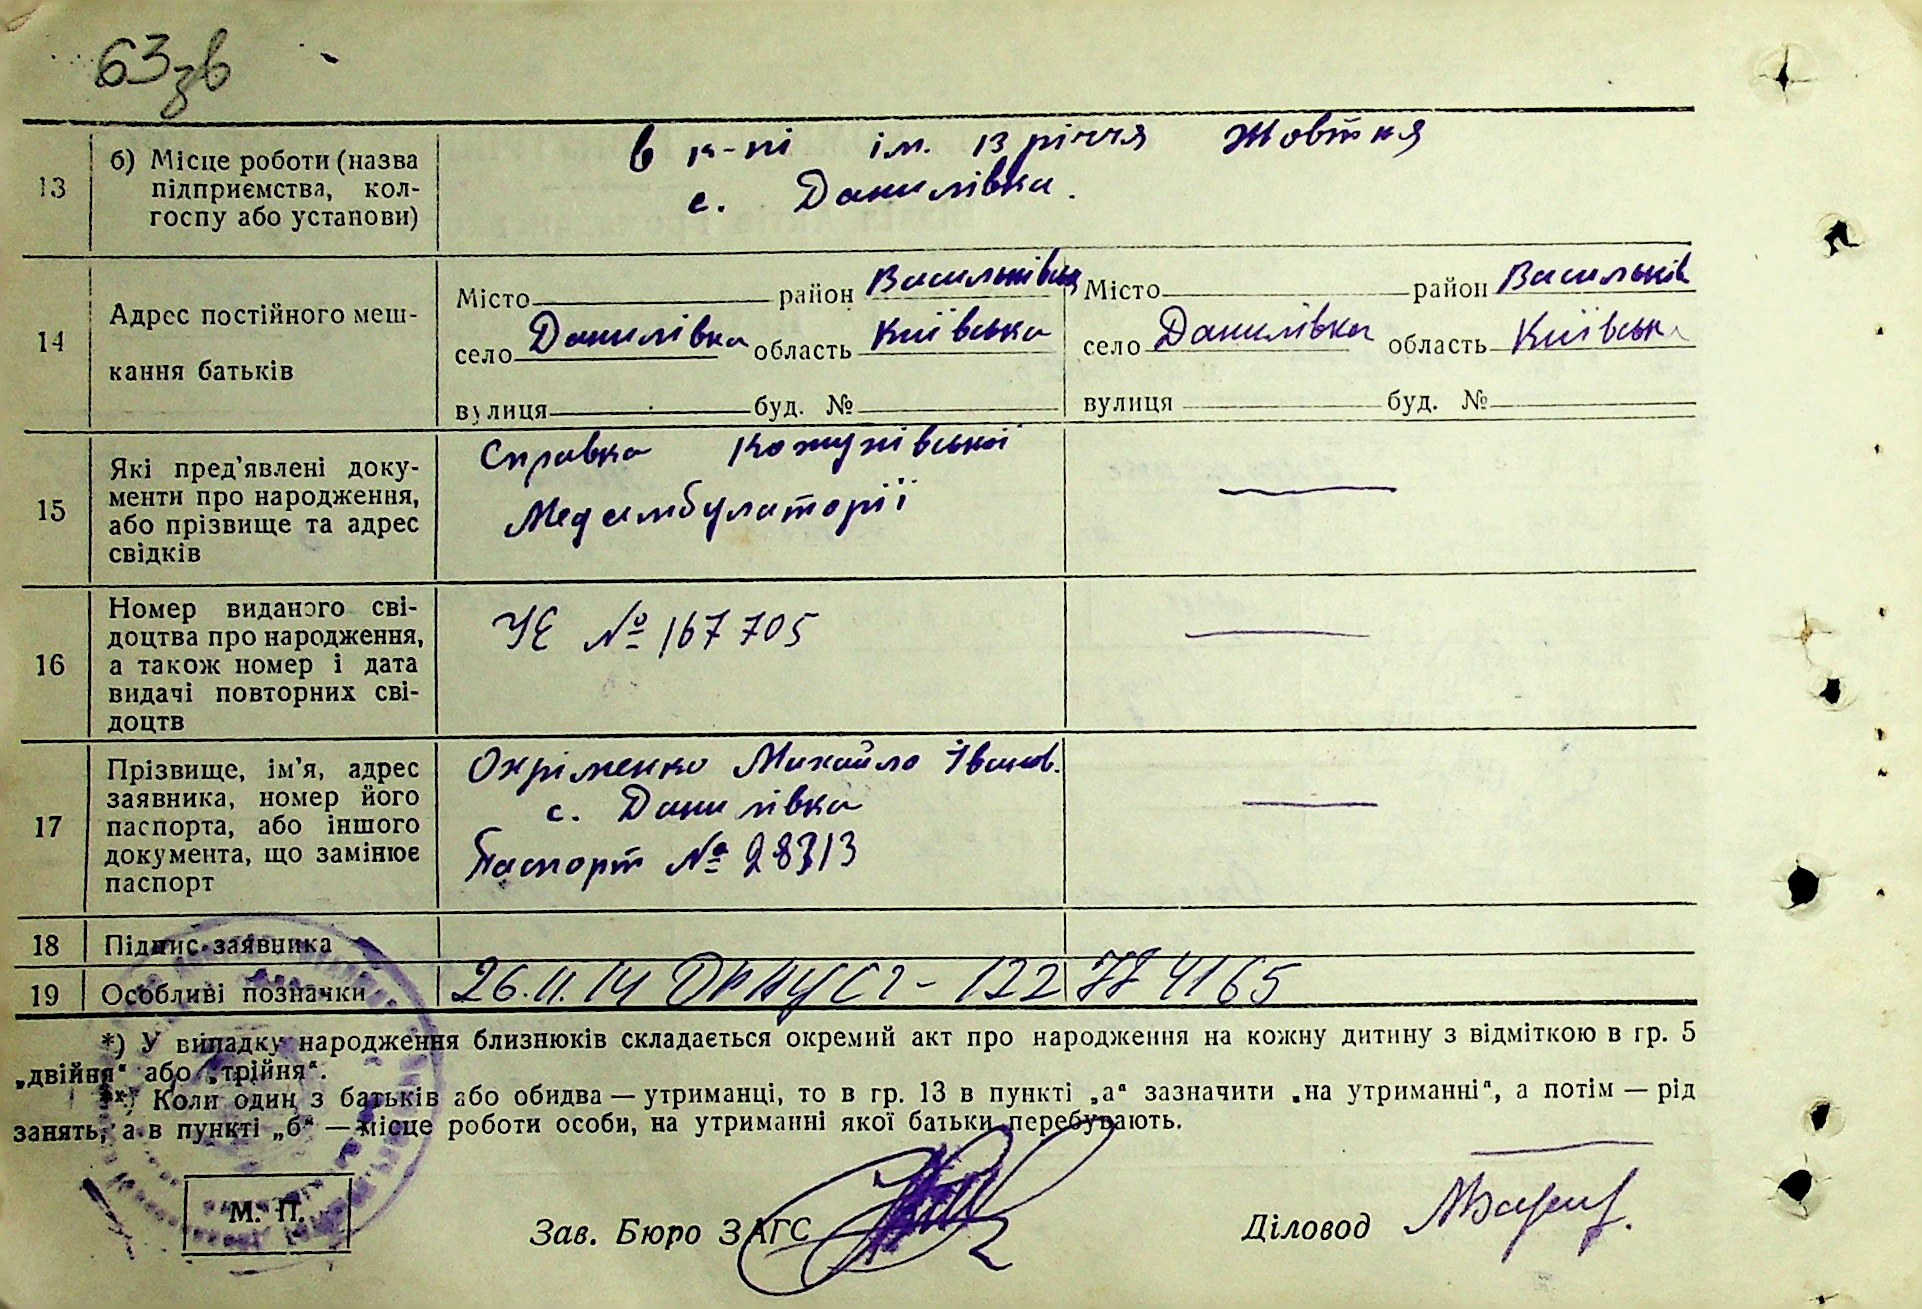 63зв
13 б) Місце роботи (назва підприємства, кол-
госпу або установи)
в к-пі ім. 13 річчя Жовтня
с. Данилівка.
14 Адрес постійного меш-
кання батьків
Місто район Васильківськ
село Данилівка область Київська
вулиця буд. №
Місто район Васильків
село Данилівка область Київська
вулиця буд. №
15 Які пред’явлені доку-
менти про народження,
або прізвище та адрес
свідків
Справка Кожухівської
Медамбулаторії
16 Номер виданого сві-
доцтва про народження,
а також номер і дата
видачі повторних сві-
доцтв
УЄ № 167705
17 Прізвище, ім’я, адрес
заявника, номер його
паспорта, або іншого
документа, що замінює
паспорт
Охріменко Михайло Іванов.
с. Данилівка
Паспорт № 28313
18 Підпис заявника
19 Особливі позначки
26.11.14
*) У випадку народження близнюків складається окремий акт про народження на кожну дитину з відміткою в гр. 5
„двійня“ або „трійня“.
**) Коли один з батьків або обидва — утриманці, то в гр. 13 в пункті „а“ зазначити „на утриманні“, а потім — рід
занять, а в пункті „б“ — місце роботи особи, на утриманні якої батьки перебувають.
М. П.
Зав. Бюро ЗАГС
Діловод